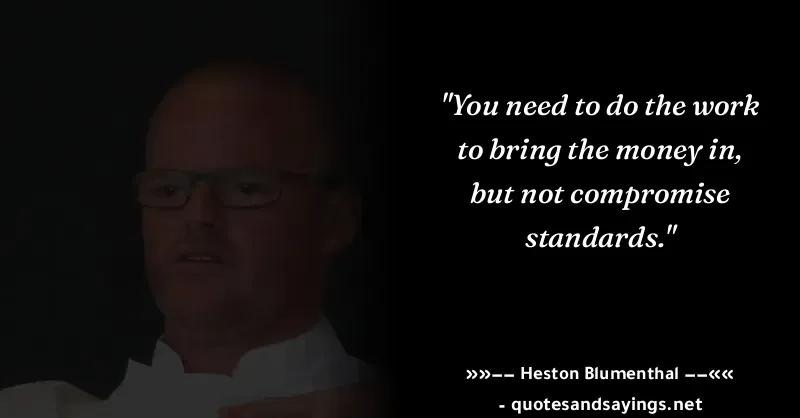 "You need to do the work
to bring the money in,
but not compromise
standards."
»»–– Heston Blumenthal ––««
- quotesandsayings.net